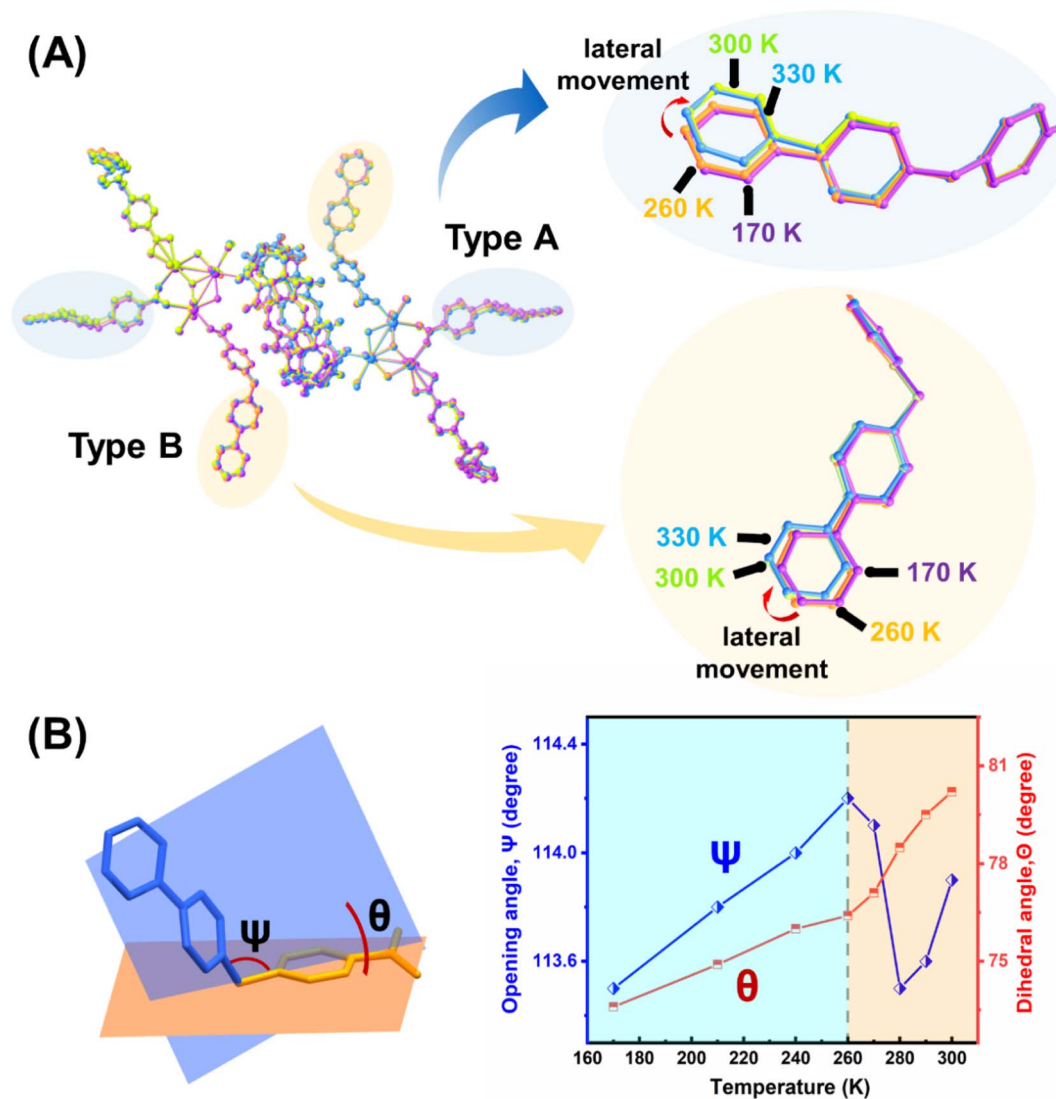 (A)
lateral
movement
300 K
330 K
260 K
170 K
Type A
Type B
330 K
300 K
170 K
260 K
lateral
movement
(B)
Ψ
θ
Opening angle, Ψ (degree)
114.4
114.0
113.6
Ψ
θ
81
78
75
Dihedral angle,Θ (degree)
160 180 200 220 240 260 280 300
Temperature (K)